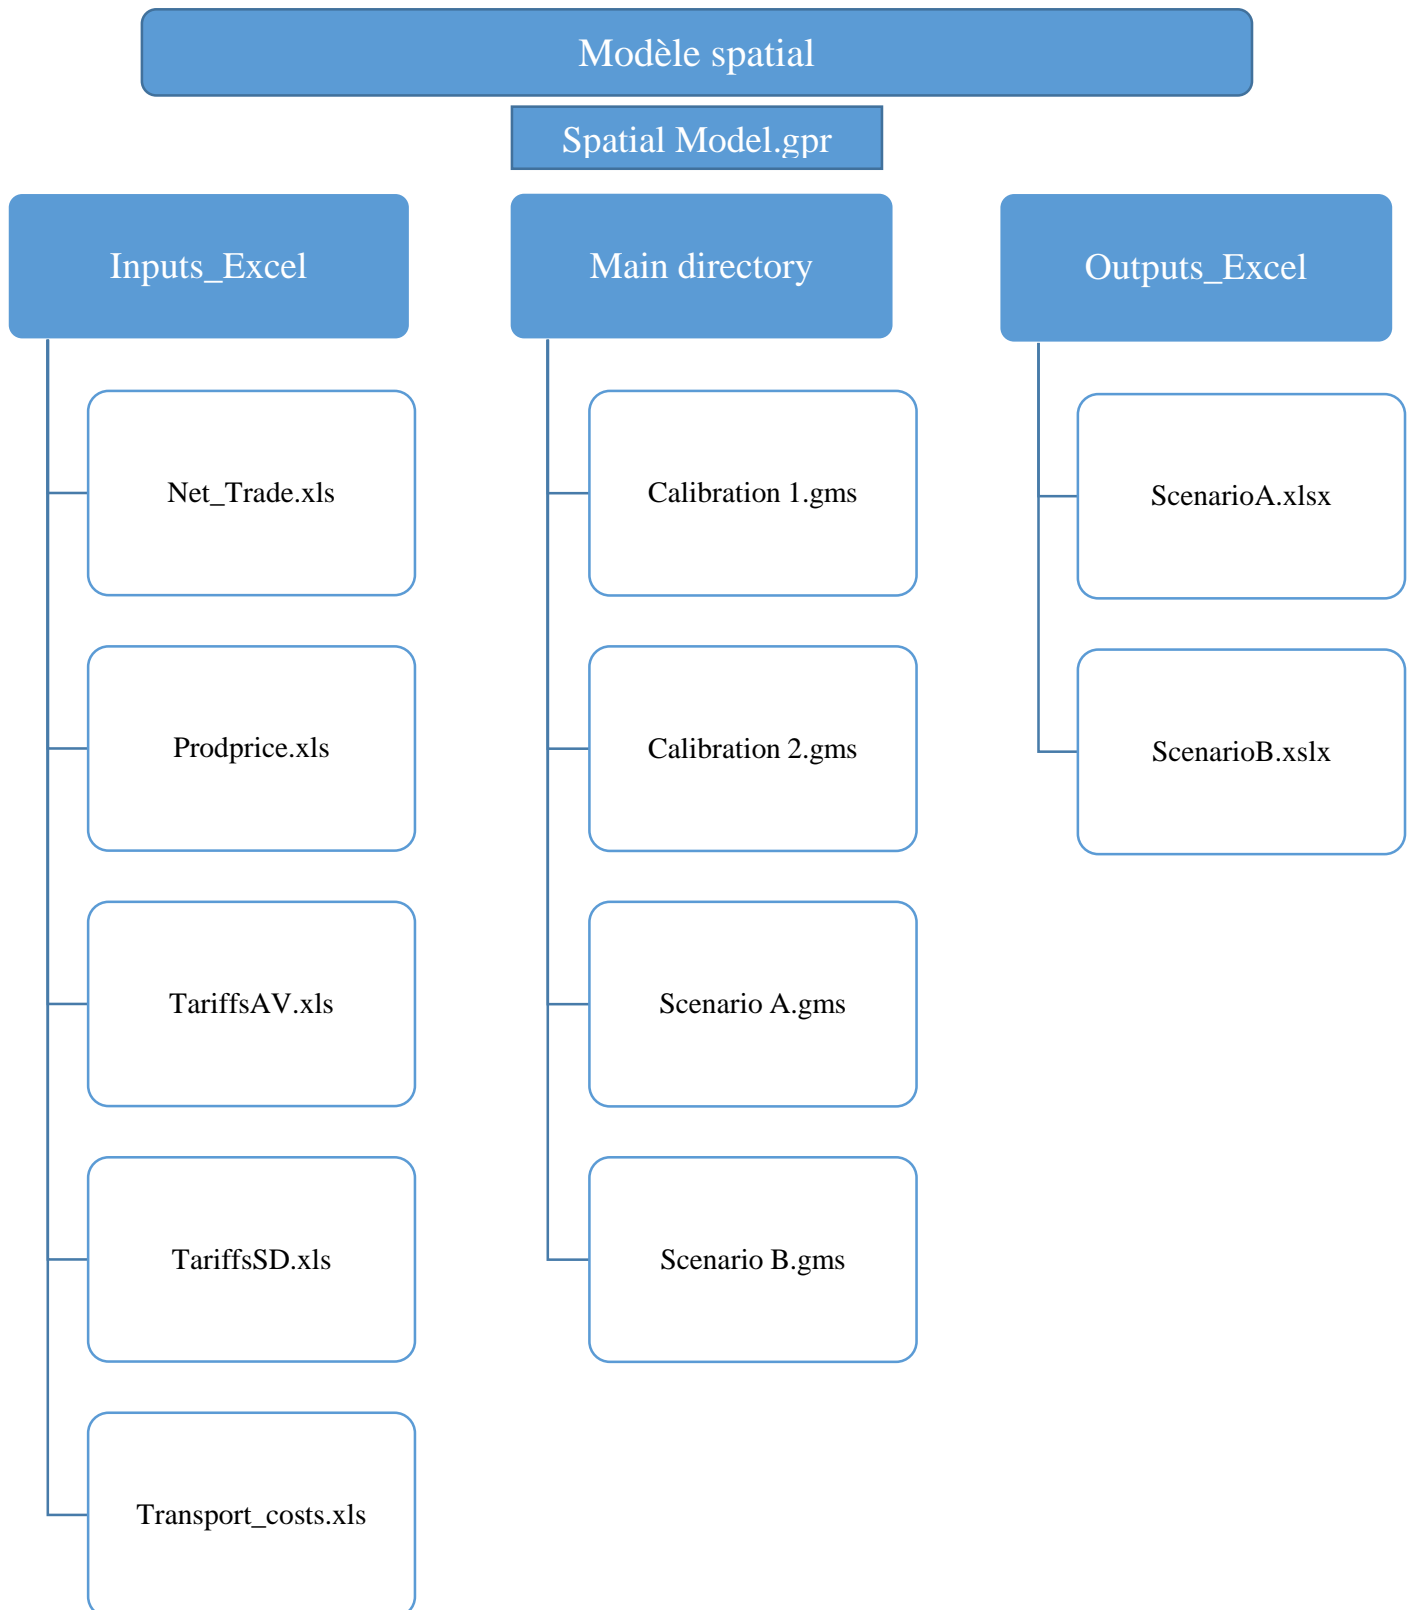 Modèle spatial
Spatial Model.gpr
Inputs_Excel
Net_Trade.xls
Prodprice.xls
TariffsAV.xls
TariffsSD.xls
Transport_costs.xls
Main directory
Calibration 1.gms
Calibration 2.gms
Scenario A.gms
Scenario B.gms
Outputs_Excel
ScenarioA.xlsx
ScenarioB.xslx